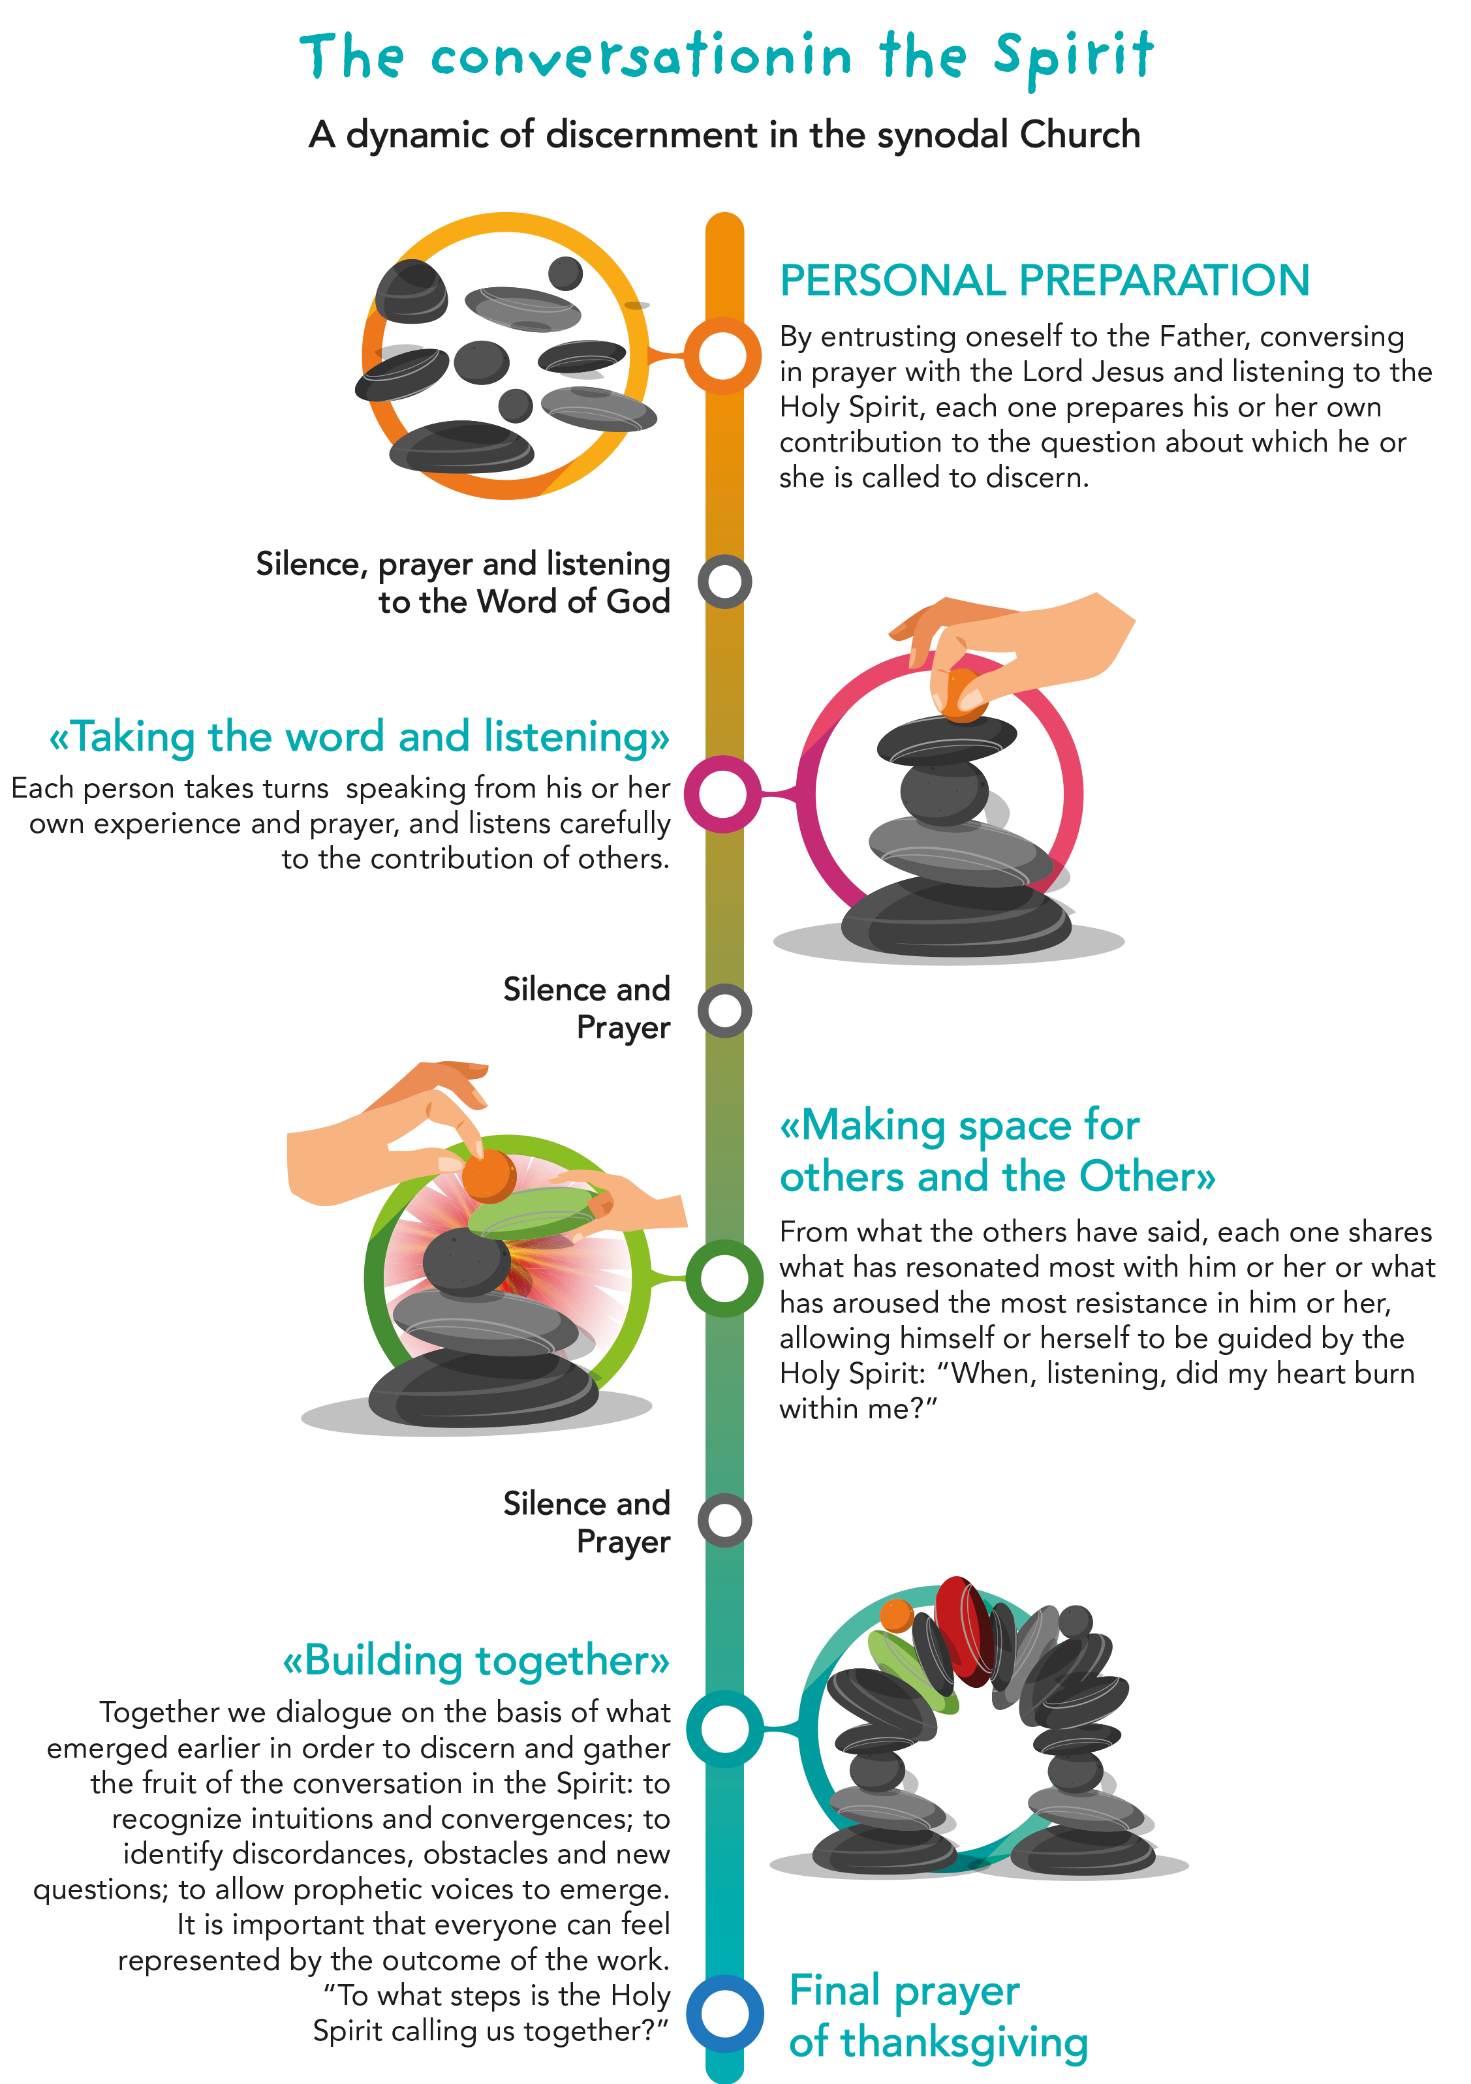 The conversationin the Spirit
A dynamic of discernment in the synodal Church
PERSONAL PREPARATION
By entrusting oneself to the Father, conversing
in prayer with the Lord Jesus and listening to the
Holy Spirit, each one prepares his or her own
contribution to the question about which he or
she is called to discern.
Silence, prayer and listening
to the Word of God
«Taking the word and listening»
Each person takes turns  speaking from his or her
own experience and prayer, and listens carefully
to the contribution of others.
Silence and
Prayer
«Making space for
others and the Other»
From what the others have said, each one shares
what has resonated most with him or her or what
has aroused the most resistance in him or her,
allowing himself or herself to be guided by the
Holy Spirit: “When, listening, did my heart burn
within me?”
Silence and
Prayer
«Building together»
Together we dialogue on the basis of what
emerged earlier in order to discern and gather
the fruit of the conversation in the Spirit: to
recognize intuitions and convergences; to
identify discordances, obstacles and new
questions; to allow prophetic voices to emerge.
It is important that everyone can feel
represented by the outcome of the work.
“To what steps is the Holy
Spirit calling us together?”
Final prayer
of thanksgiving